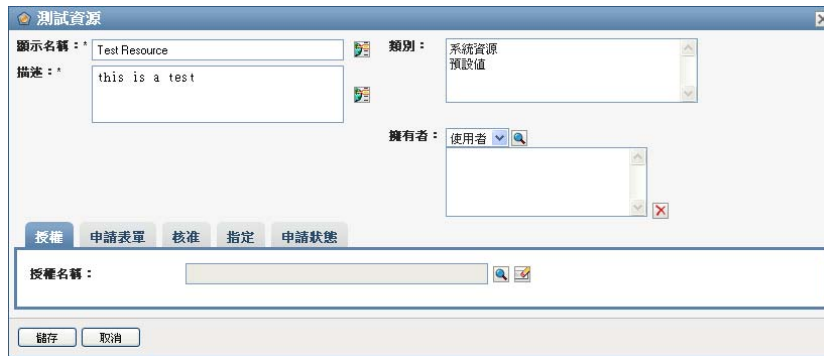 測試資源
顯示名稱：* Test Resource
描述：* this is a test
類別： 系統資源
預設值
擁有者： 使用者
授權 申請表單 核准 指定 申請狀態
授權名稱：
儲存 取消